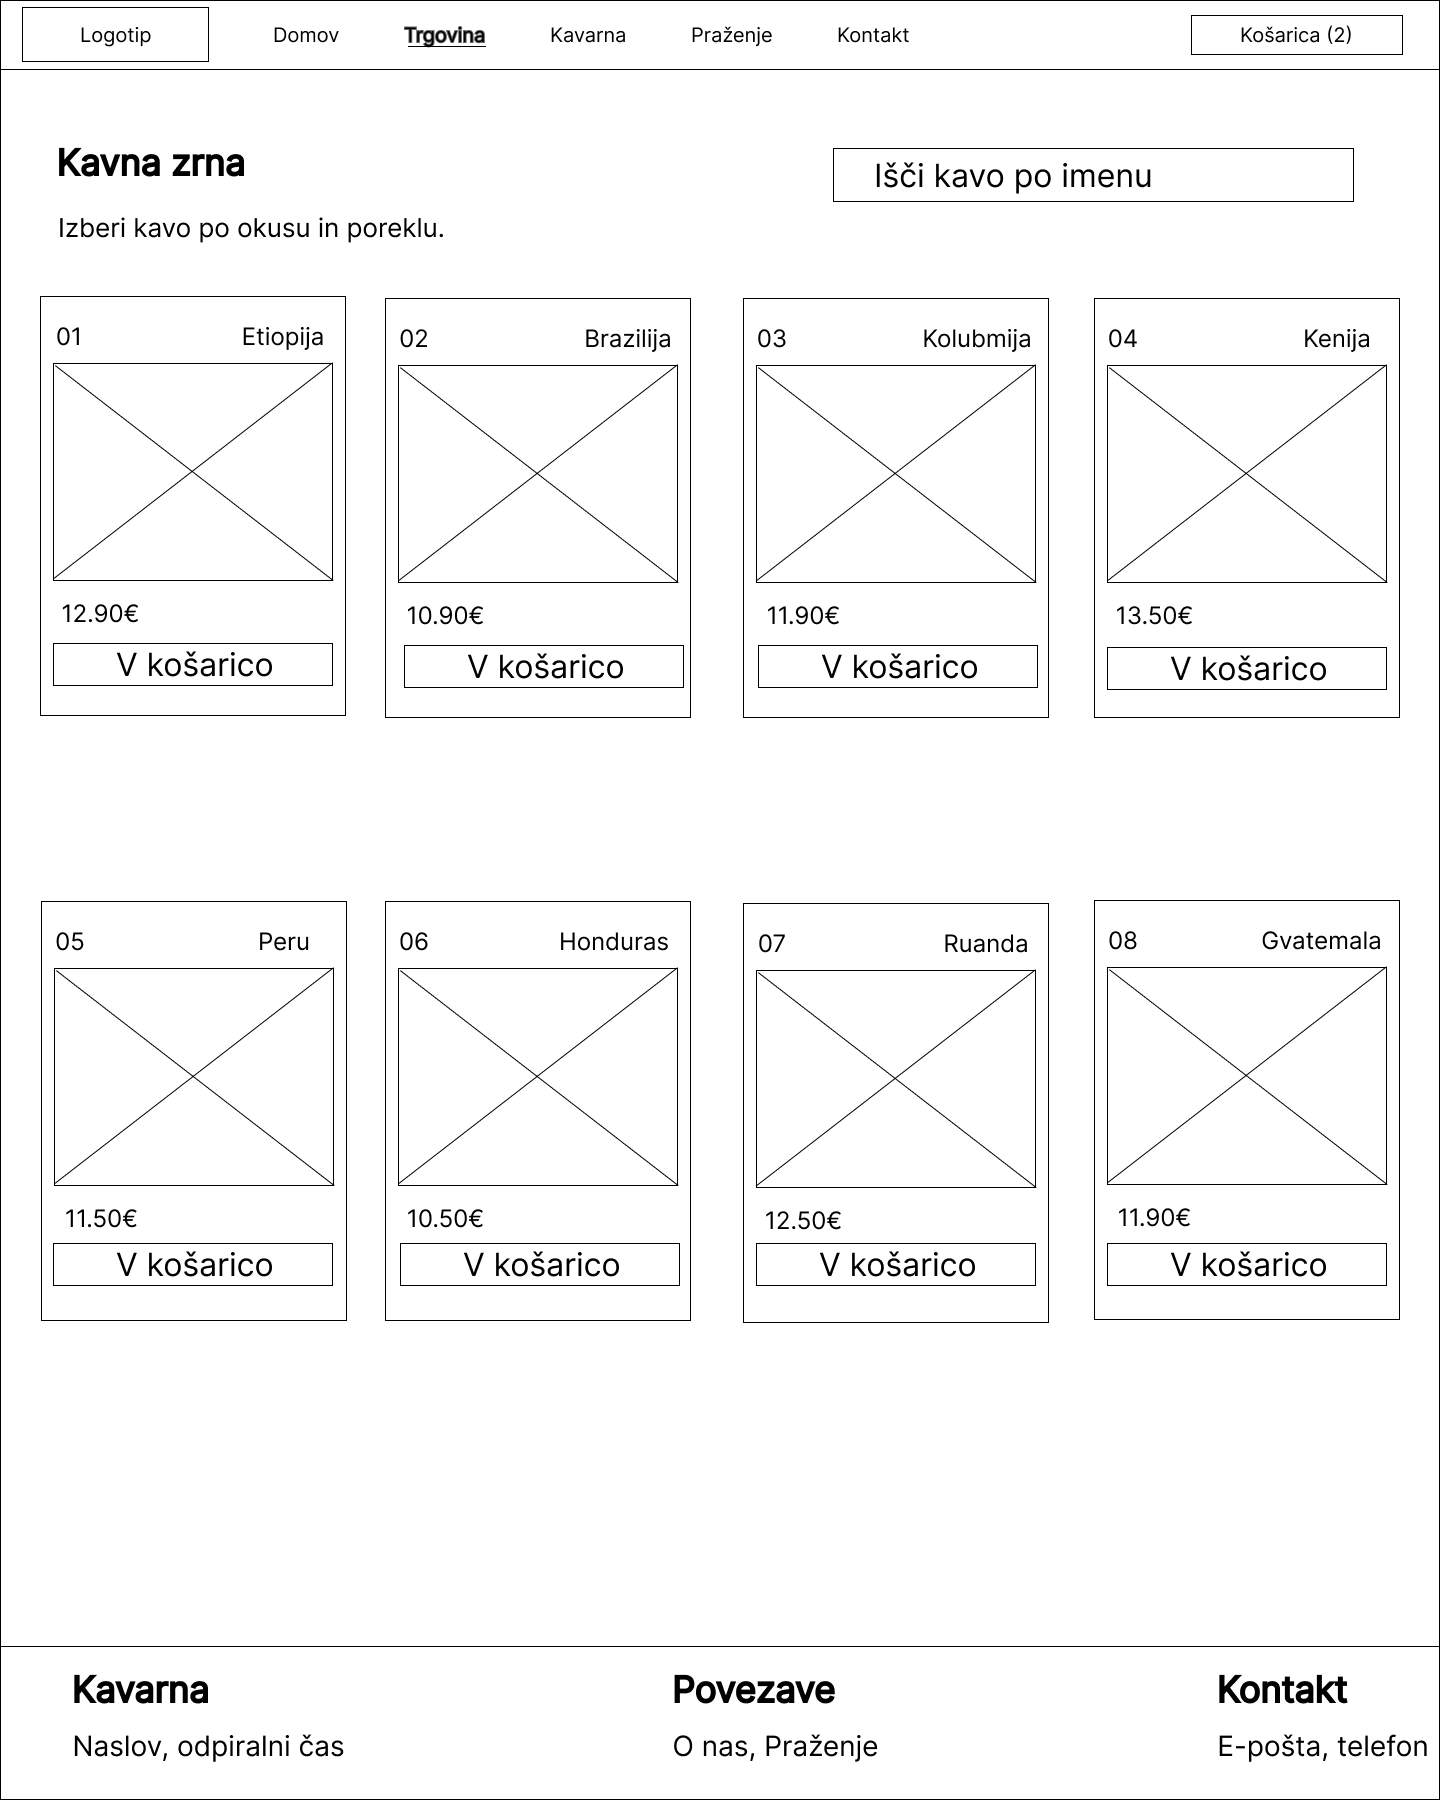 Logotip Domov Trgovina Kavarna Praženje Kontakt Košarica (2)
Kavna zrna
Išči kavo po imenu
Izberi kavo po okusu in poreklu.
01 Etiopija
02 Brazilija
03 Kolubmija
04 Kenija
12.90€
10.90€
11.90€
13.50€
V košarico
V košarico
V košarico
V košarico
05 Peru
06 Honduras
07 Ruanda
08 Gvatemala
11.50€
10.50€
12.50€
11.90€
V košarico
V košarico
V košarico
V košarico
Kavarna
Povezave
Kontakt
Naslov, odpiralni čas
O nas, Praženje
E-pošta, telefon